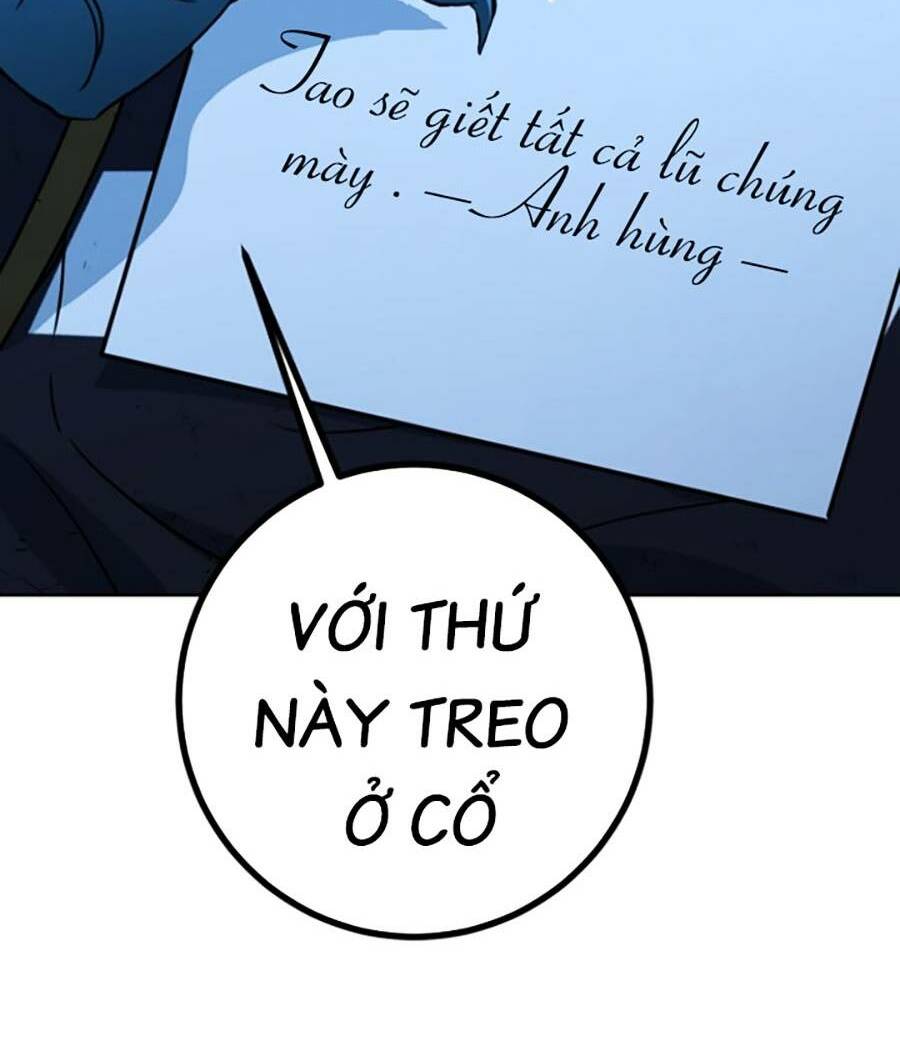 Tao sẽ giết tất cả lũ chúng
mày . — Anh hùng —
VỚI THỨ
NÀY TREO
Ở CỔ